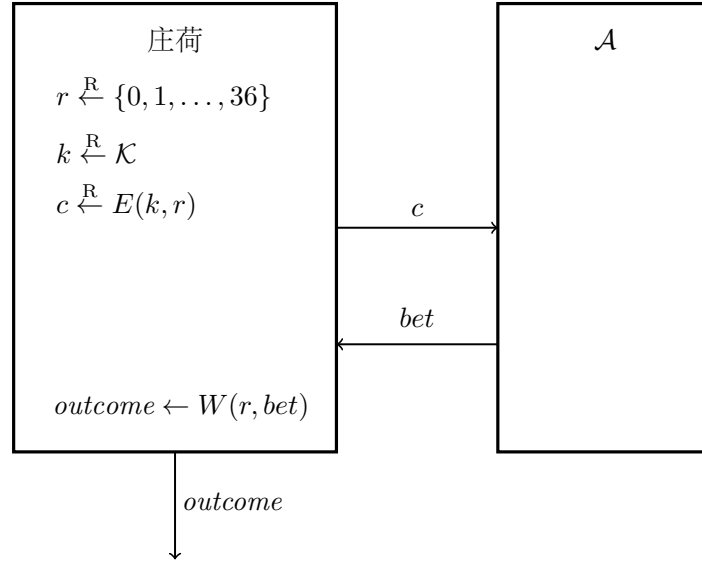 庄荷
𝒜
r ←ᴿ {0, 1, . . . , 36}
k ←ᴿ 𝒦
c ←ᴿ E(k, r)
c
bet
outcome ← W(r, bet)
outcome